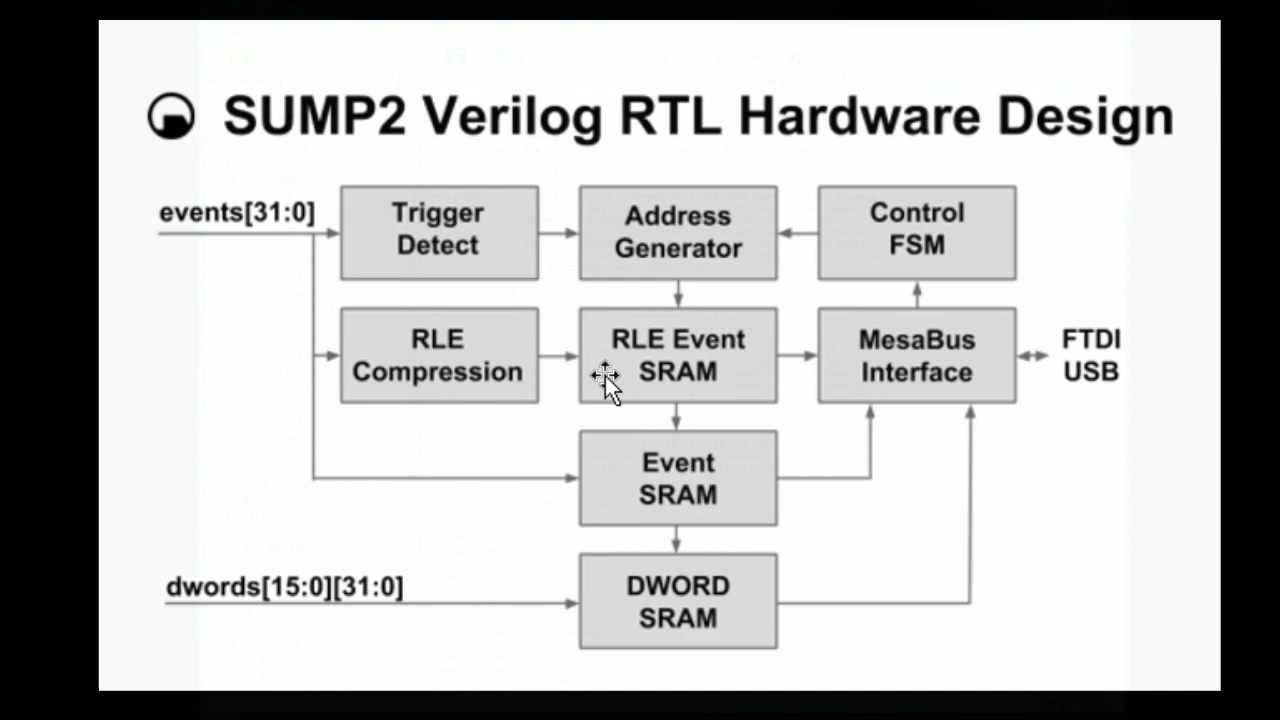 SUMP2 Verilog RTL Hardware Design
events[31:0]
Trigger
Detect
Address
Generator
Control
FSM
RLE
Compression
RLE Event
SRAM
MesaBus
Interface
FTDI
USB
Event
SRAM
dwords[15:0][31:0]
DWORD
SRAM